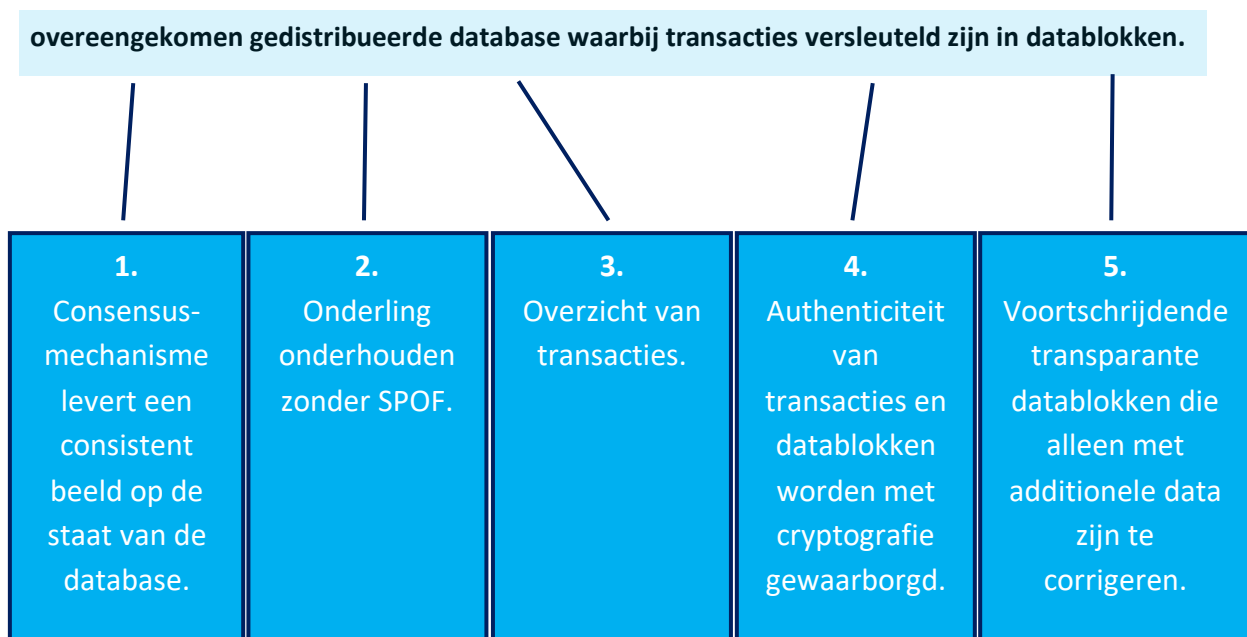 overeengekomen gedistribueerde database waarbij transacties versleuteld zijn in datablokken.
1.
Consensus-
mechanisme
levert een
consistent
beeld op de
staat van de
database.
2.
Onderling
onderhouden
zonder SPOF.
3.
Overzicht van
transacties.
4.
Authenticiteit
van
transacties en
datablokken
worden met
cryptografie
gewaarborgd.
5.
Voortschrijdende
transparante
datablokken die
alleen met
additionele data
zijn te
corrigeren.